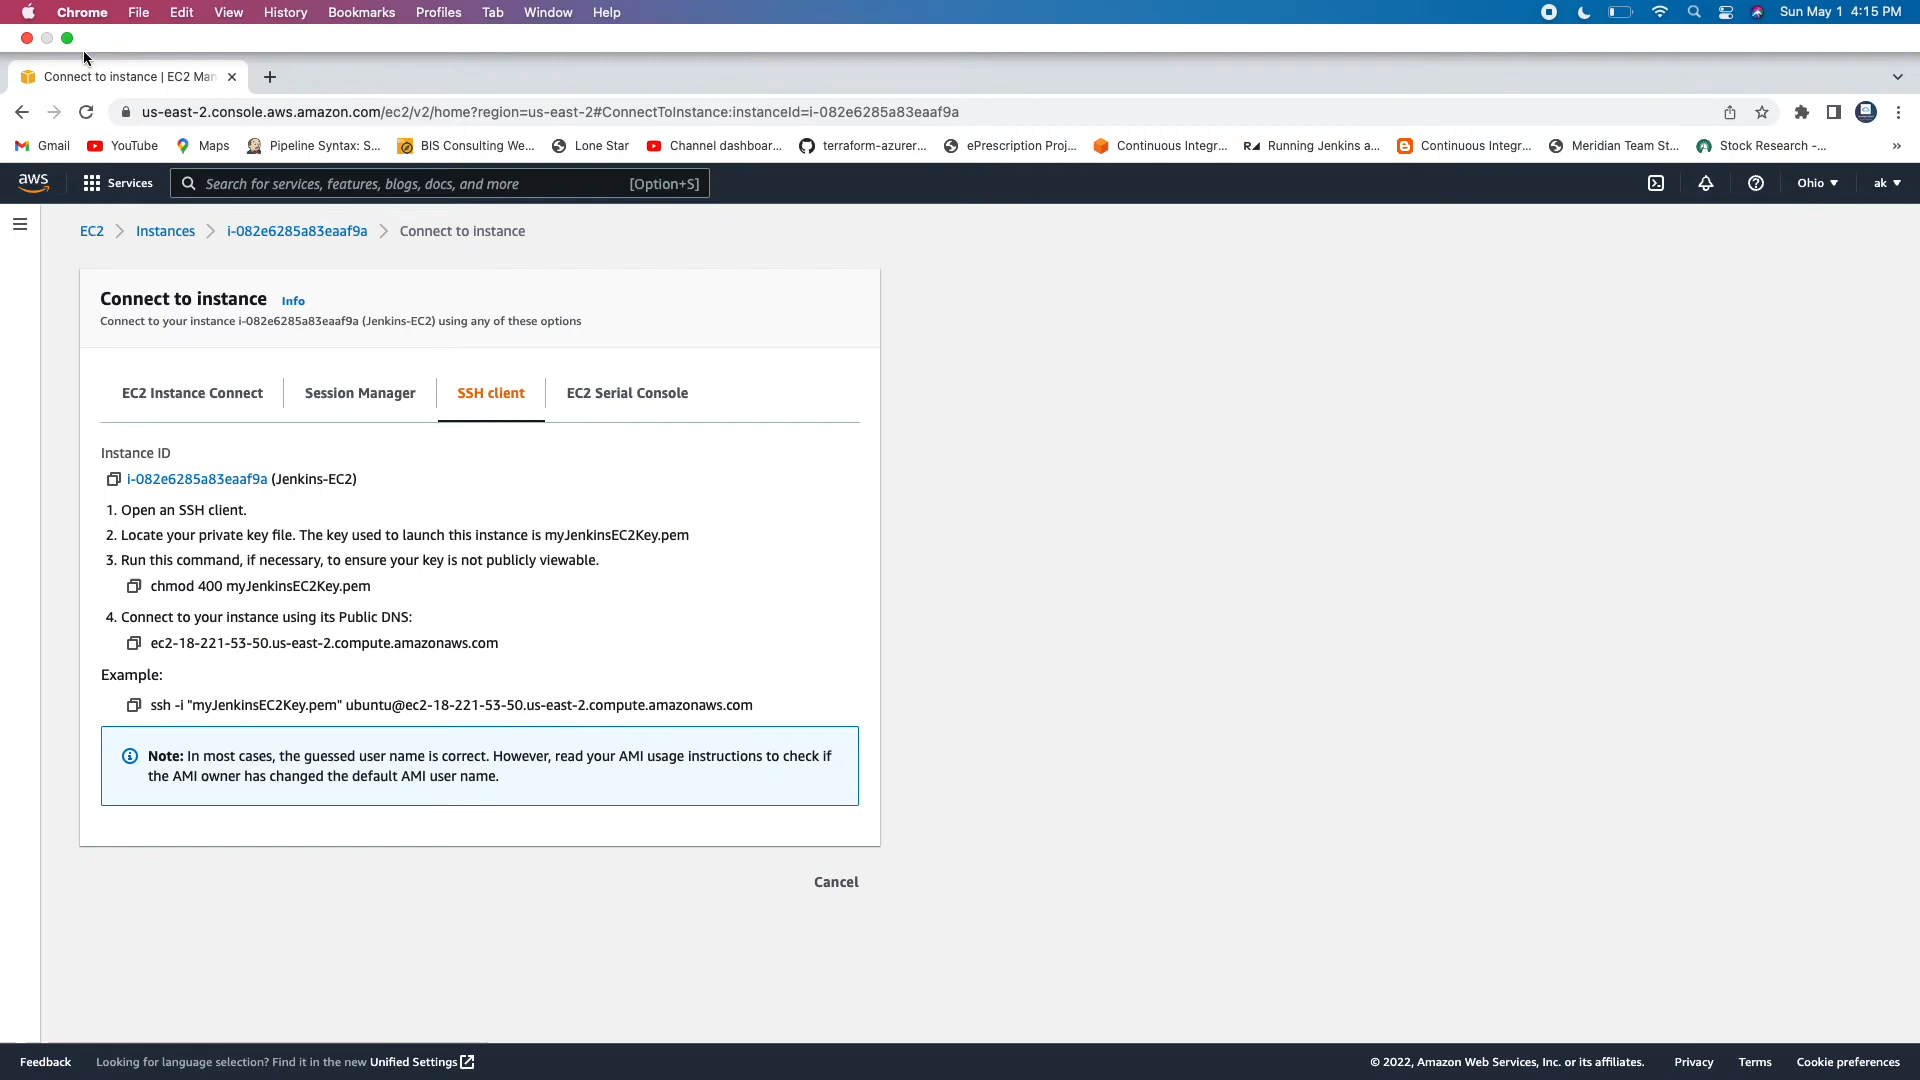 Chrome File Edit View History Bookmarks Profiles Tab Window Help Sun May 1 4:15 PM
Connect to instance | EC2 Man
us-east-2.console.aws.amazon.com/ec2/v2/home?region=us-east-2#ConnectToInstance:instanceId=i-082e6285a83eaaf9a
Gmail YouTube Maps Pipeline Syntax: S... BIS Consulting We... Lone Star Channel dashboar... terraform-azurer... ePrescription Proj... Continuous Integr... Running Jenkins a... Continuous Integr... Meridian Team St... Stock Research -... »
aws Services Search for services, features, blogs, docs, and more [Option+S] Ohio ▼ ak ▼
EC2 > Instances > i-082e6285a83eaaf9a > Connect to instance
Connect to instance Info
Connect to your instance i-082e6285a83eaaf9a (Jenkins-EC2) using any of these options
EC2 Instance Connect Session Manager SSH client EC2 Serial Console
Instance ID
i-082e6285a83eaaf9a (Jenkins-EC2)
1. Open an SSH client.
2. Locate your private key file. The key used to launch this instance is myJenkinsEC2Key.pem
3. Run this command, if necessary, to ensure your key is not publicly viewable.
chmod 400 myJenkinsEC2Key.pem
4. Connect to your instance using its Public DNS:
ec2-18-221-53-50.us-east-2.compute.amazonaws.com
Example:
ssh -i "myJenkinsEC2Key.pem" ubuntu@ec2-18-221-53-50.us-east-2.compute.amazonaws.com
Note: In most cases, the guessed user name is correct. However, read your AMI usage instructions to check if
the AMI owner has changed the default AMI user name.
Cancel
Feedback Looking for language selection? Find it in the new Unified Settings © 2022, Amazon Web Services, Inc. or its affiliates. Privacy Terms Cookie preferences